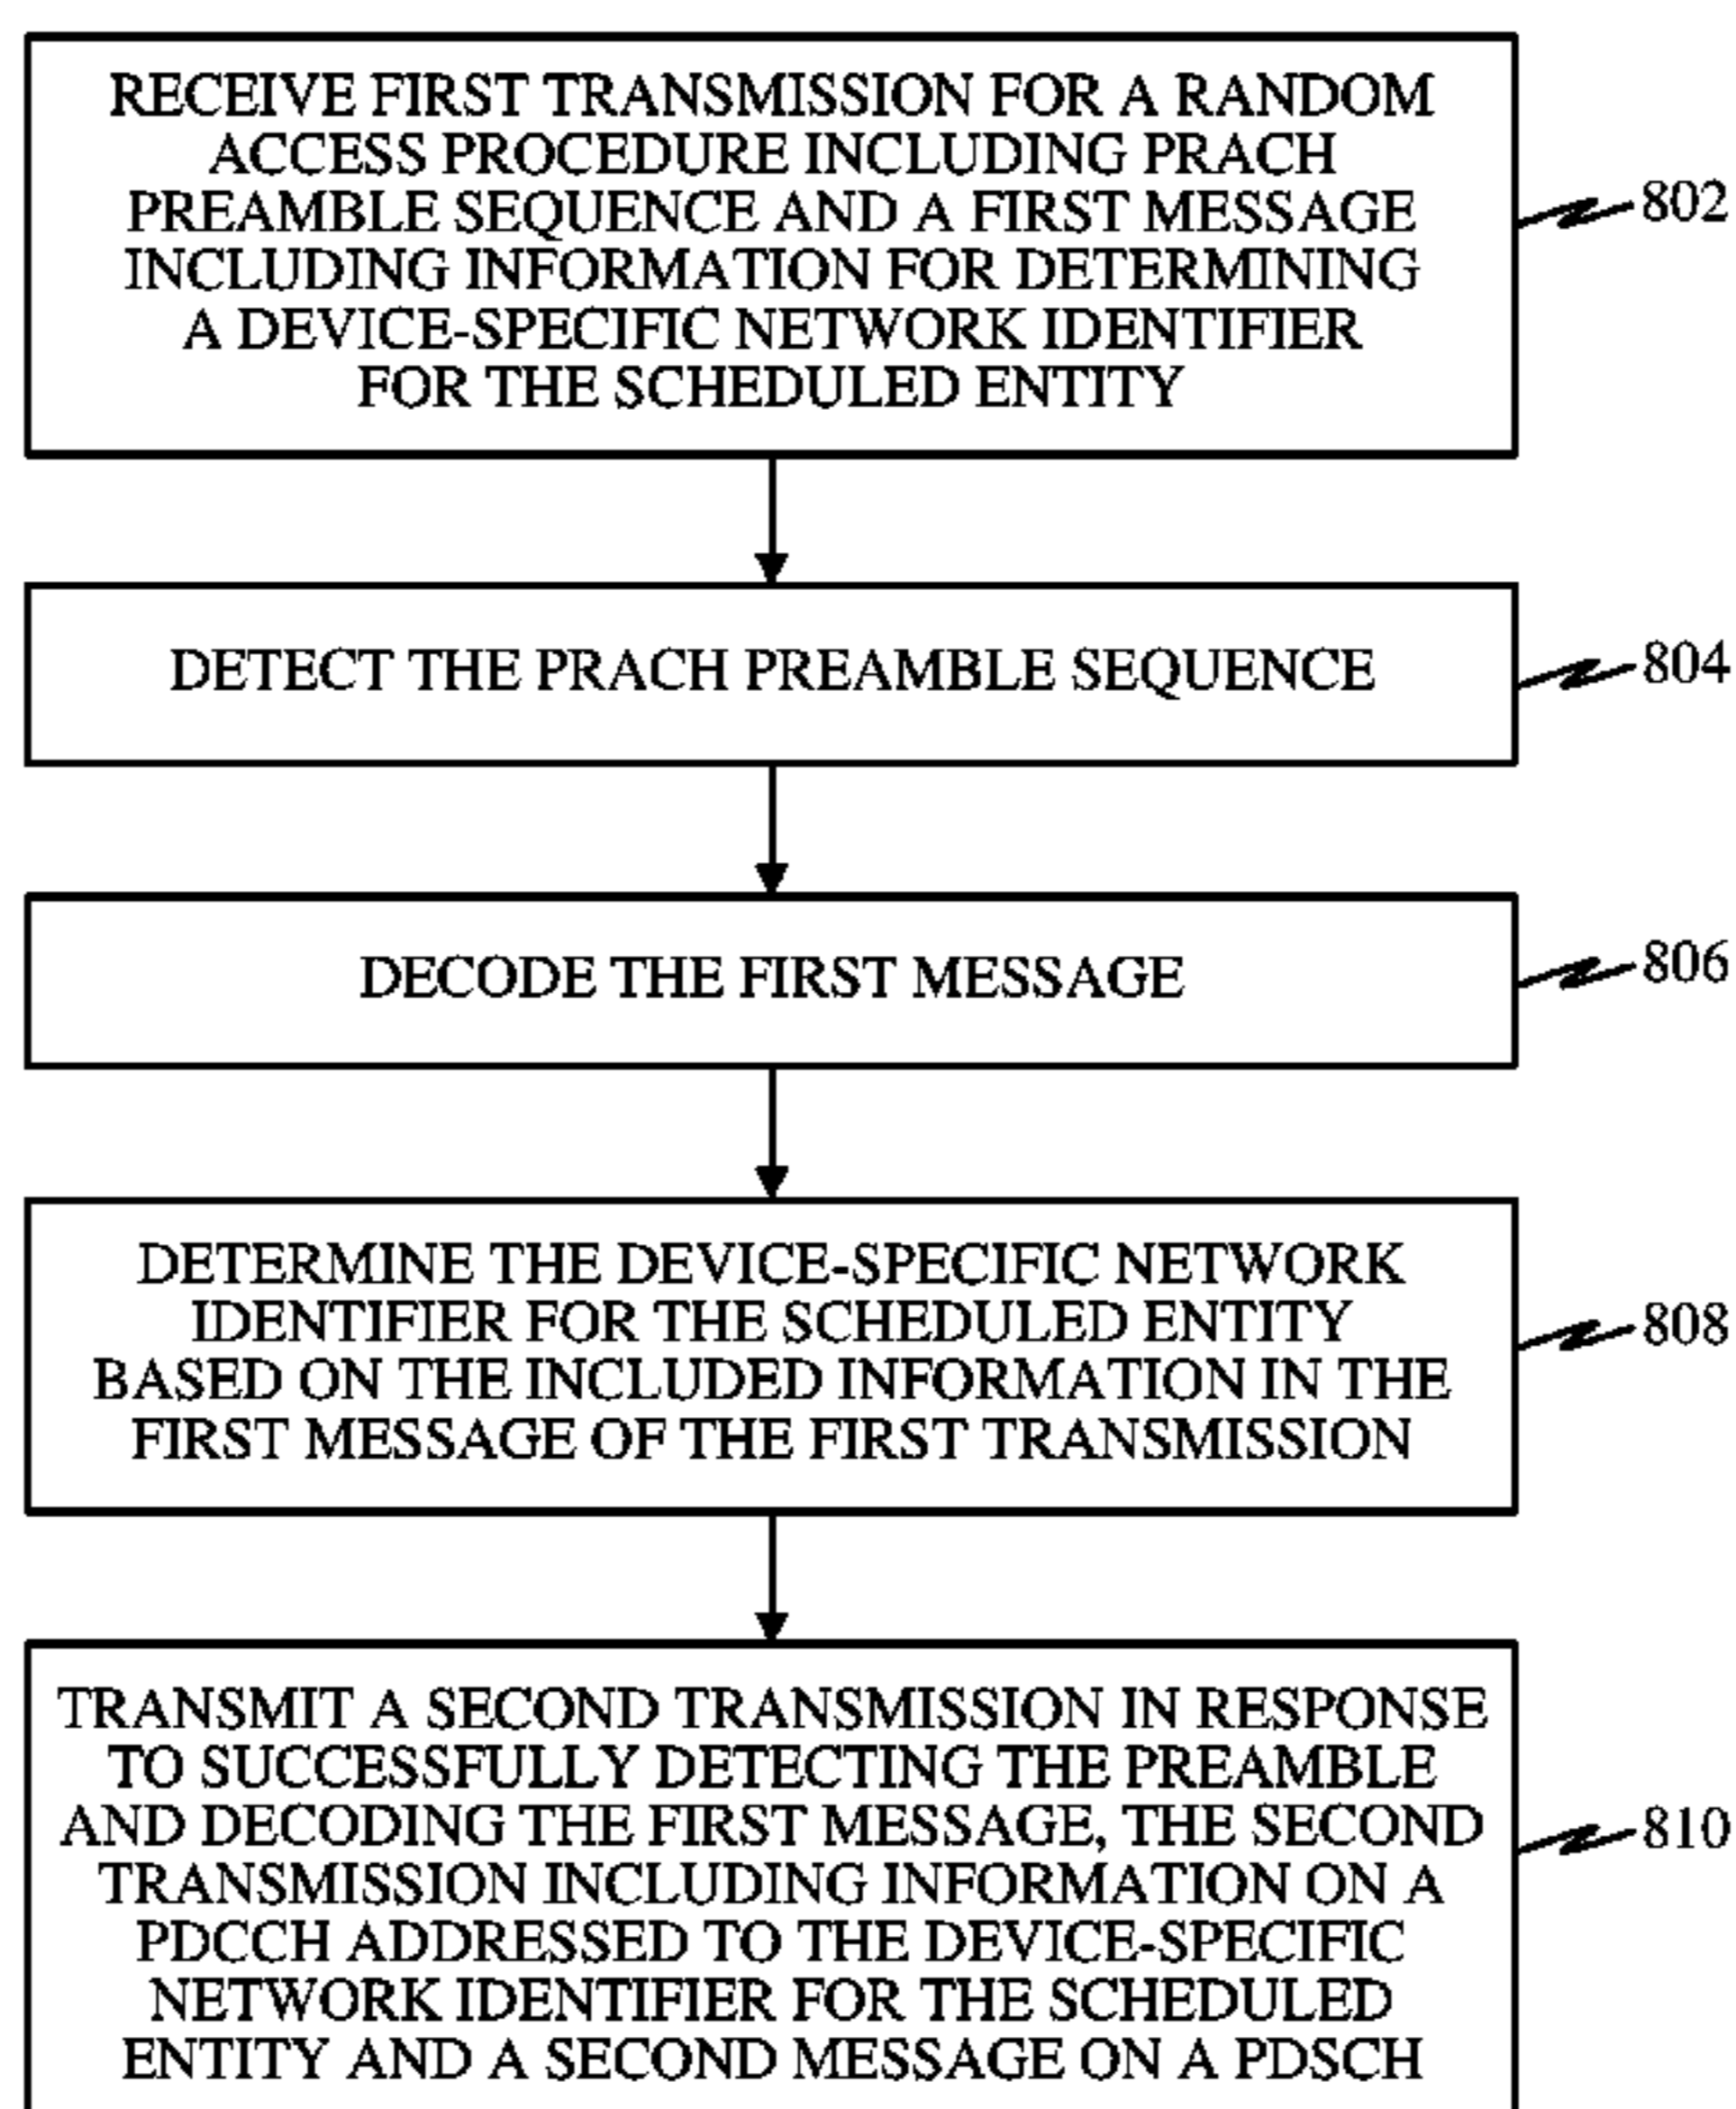 RECEIVE FIRST TRANSMISSION FOR A RANDOM
ACCESS PROCEDURE INCLUDING PRACH
PREAMBLE SEQUENCE AND A FIRST MESSAGE
INCLUDING INFORMATION FOR DETERMINING
A DEVICE-SPECIFIC NETWORK IDENTIFIER
FOR THE SCHEDULED ENTITY
802
DETECT THE PRACH PREAMBLE SEQUENCE
804
DECODE THE FIRST MESSAGE
806
DETERMINE THE DEVICE-SPECIFIC NETWORK
IDENTIFIER FOR THE SCHEDULED ENTITY
BASED ON THE INCLUDED INFORMATION IN THE
FIRST MESSAGE OF THE FIRST TRANSMISSION
808
TRANSMIT A SECOND TRANSMISSION IN RESPONSE
TO SUCCESSFULLY DETECTING THE PREAMBLE
AND DECODING THE FIRST MESSAGE, THE SECOND
TRANSMISSION INCLUDING INFORMATION ON A
PDCCH ADDRESSED TO THE DEVICE-SPECIFIC
NETWORK IDENTIFIER FOR THE SCHEDULED
ENTITY AND A SECOND MESSAGE ON A PDSCH
810